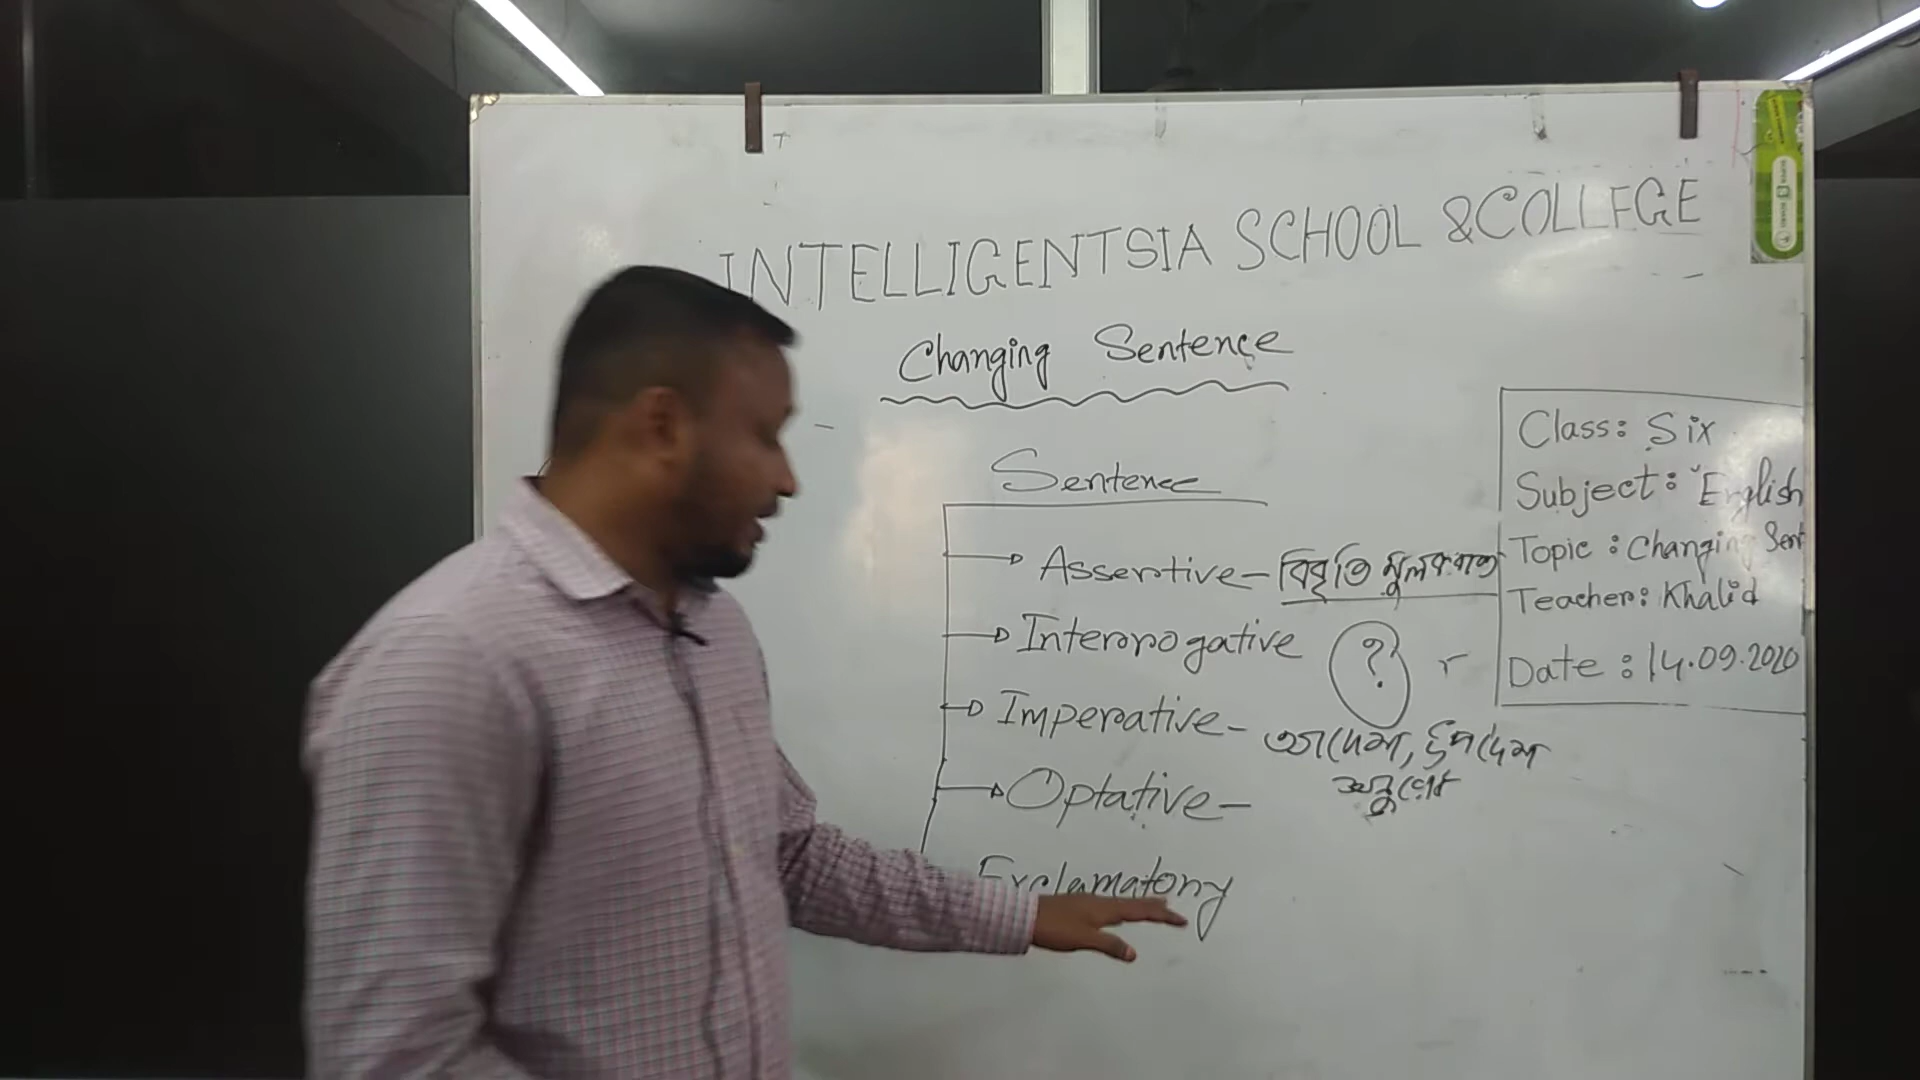 INTELLIGENTSIA SCHOOL & COLLEGE
Changing Sentence
Sentence
Assertive - বিবৃতি মূলক বাক্য
Interrogative ?
Imperative - আদেশ, উপদেশ
অনুরোধ
Optative -
Exclamatory
Class: Six
Subject: English
Topic: Changing Sent
Teacher: Khalid
Date: 14.09.2020